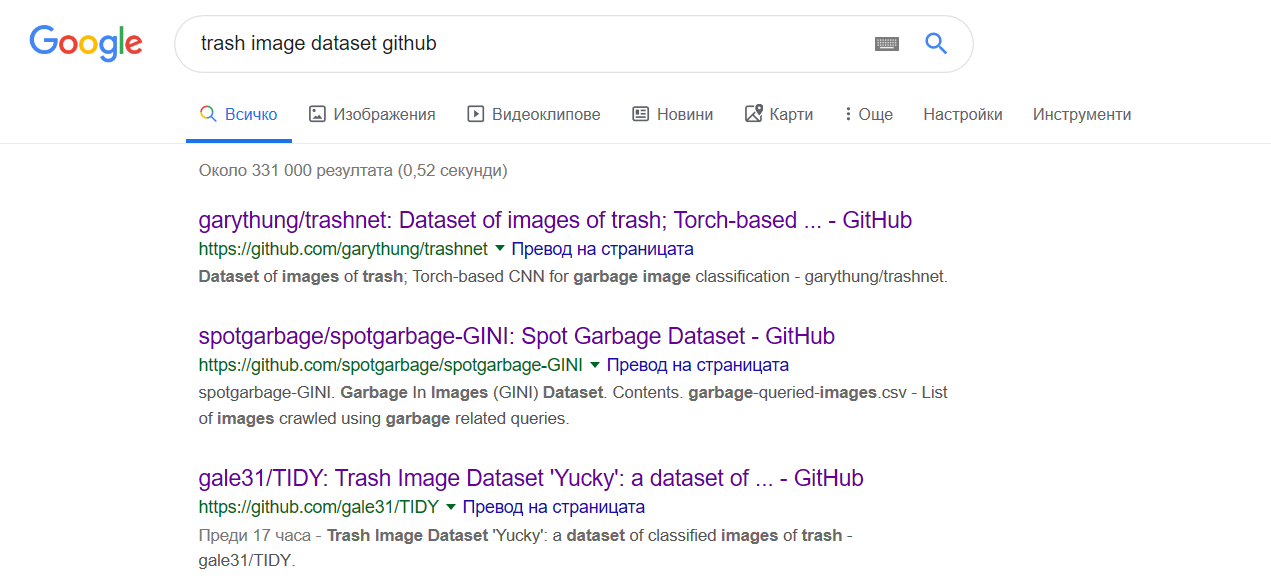 Google
trash image dataset github
Всичко Изображения Видеоклипове Новини Карти Още Настройки Инструменти
Около 331 000 резултата (0,52 секунди)
garythung/trashnet: Dataset of images of trash; Torch-based ... - GitHub
https://github.com/garythung/trashnet Превод на страницата
Dataset of images of trash; Torch-based CNN for garbage image classification - garythung/trashnet.
spotgarbage/spotgarbage-GINI: Spot Garbage Dataset - GitHub
https://github.com/spotgarbage/spotgarbage-GINI Превод на страницата
spotgarbage-GINI. Garbage In Images (GINI) Dataset. Contents. garbage-queried-images.csv - List
of images crawled using garbage related queries.
gale31/TIDY: Trash Image Dataset 'Yucky': a dataset of ... - GitHub
https://github.com/gale31/TIDY Превод на страницата
Преди 17 часа - Trash Image Dataset 'Yucky': a dataset of classified images of trash -
gale31/TIDY.